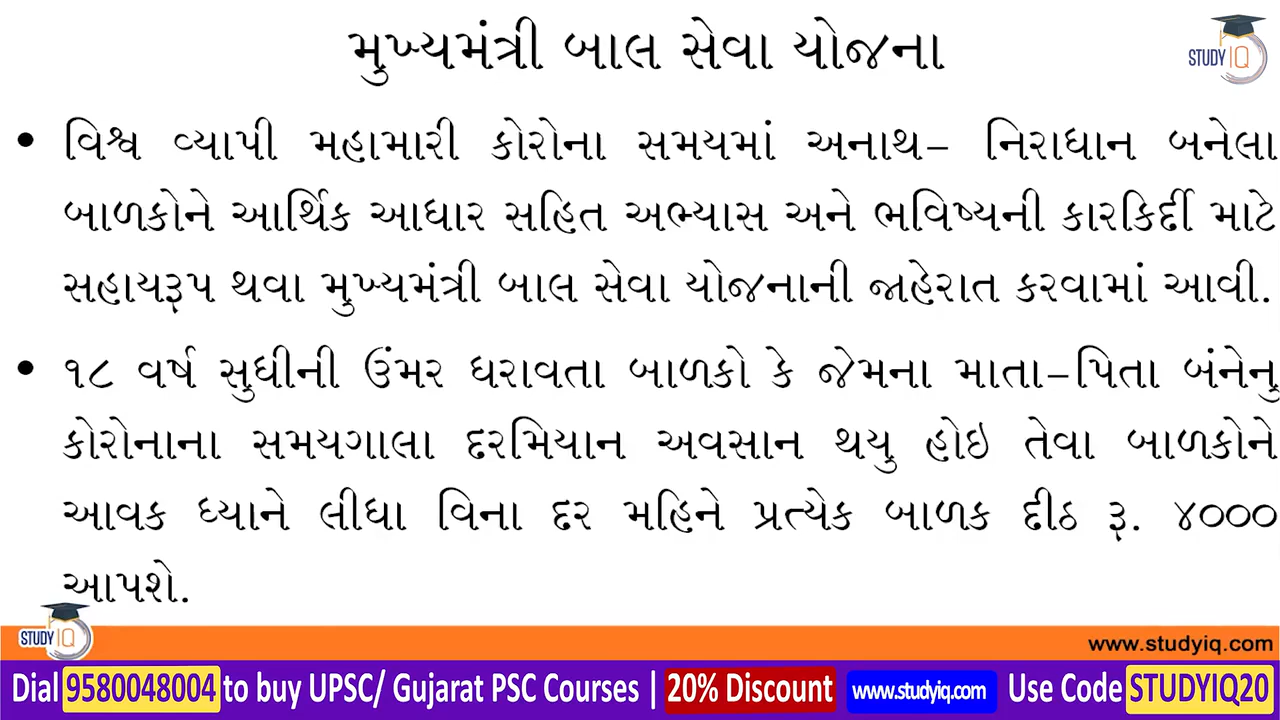 મુખ્યમંત્રી બાલ સેવા યોજના
STUDY IQ
• વિશ્વ વ્યાપી મહામારી કોરોના સમયમાં અનાથ– નિરાધાન બનેલા
બાળકોને આર્થિક આધાર સહિત અભ્યાસ અને ભવિષ્યની કારકિર્દી માટે
સહાયરૂપ થવા મુખ્યમંત્રી બાલ સેવા યોજનાની જાહેરાત કરવામાં આવી.
• ૧૮ વર્ષ સુધીની ઉંમર ધરાવતા બાળકો કે જેમના માતા–પિતા બંનેનુ
કોરોનાના સમયગાલા દરમિયાન અવસાન થયુ હોઇ તેવા બાળકોને
આવક ધ્યાને લીધા વિના દર મહિને પ્રત્યેક બાળક દીઠ રૂ. ૪૦૦૦
આપશે.
STUDY IQ
www.studyiq.com
Dial 9580048004 to buy UPSC/ Gujarat PSC Courses | 20% Discount www.studyiq.com Use Code STUDYIQ20